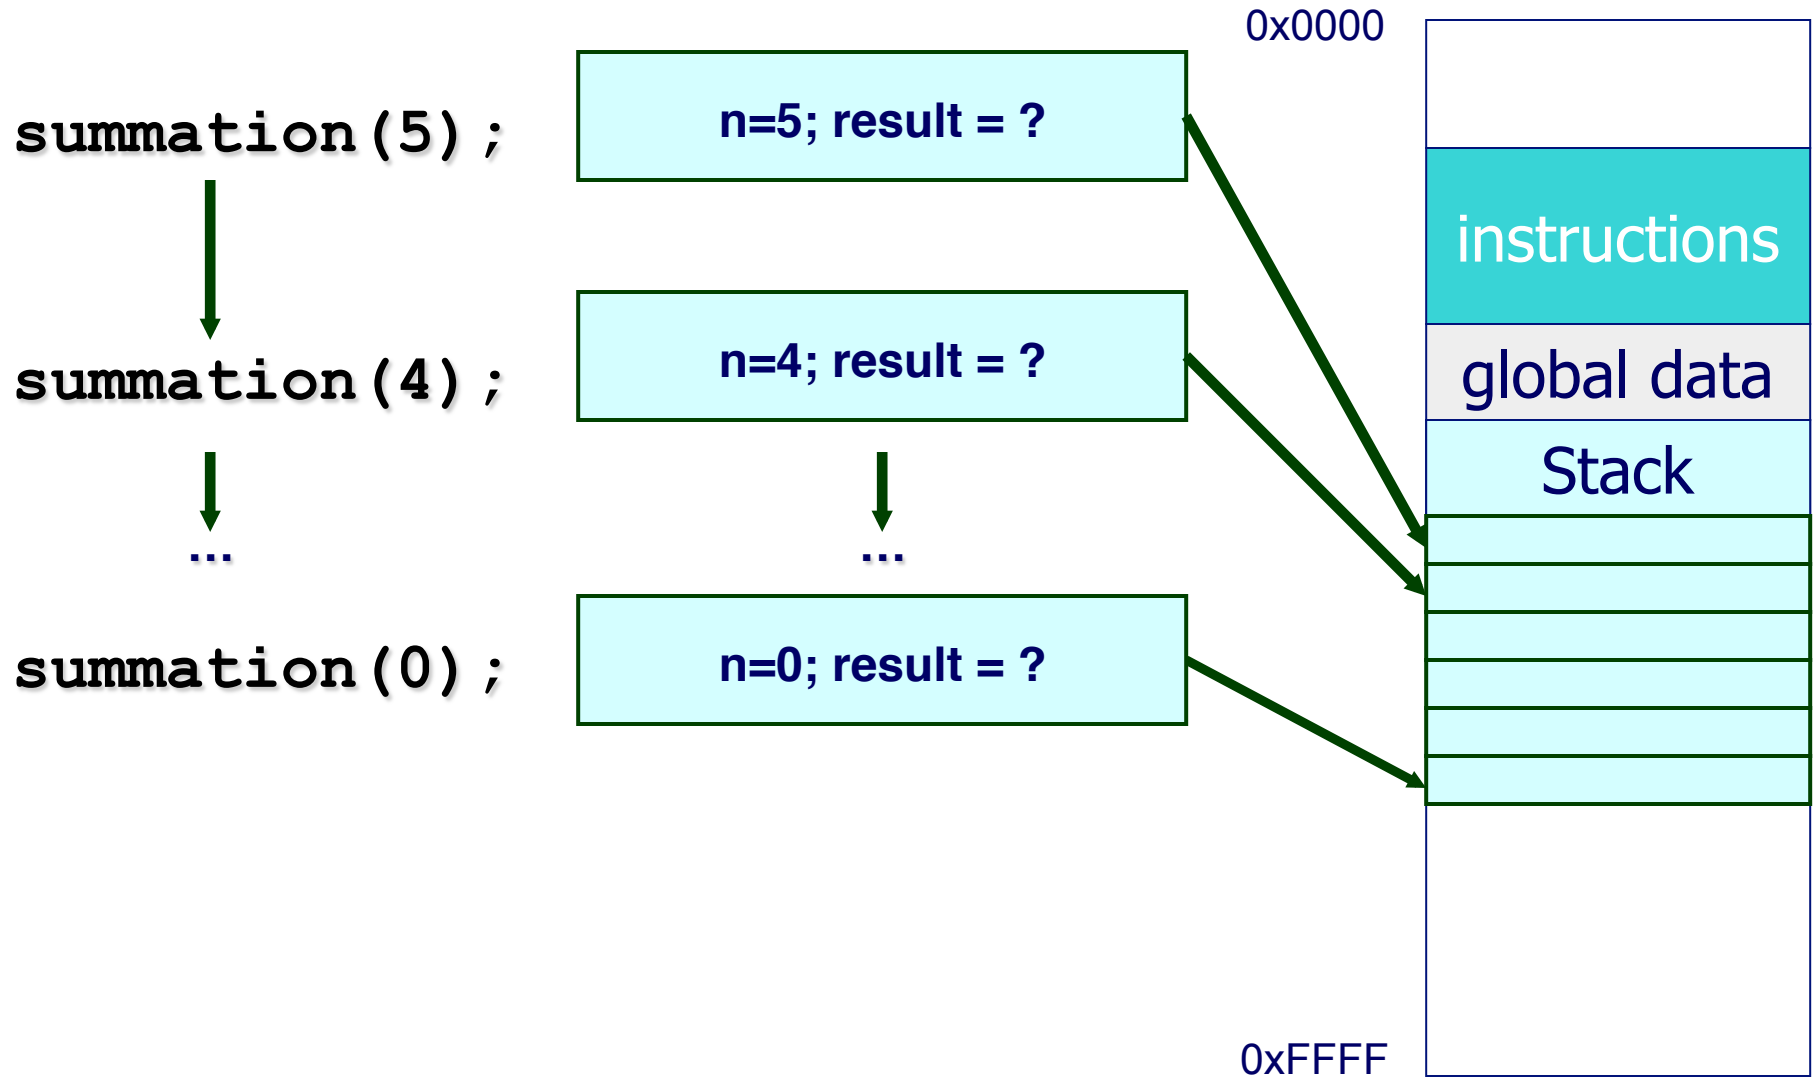 0x0000
summation(5);
n=5; result = ?
instructions
summation(4);
n=4; result = ?
global data
Stack
...
...
summation(0);
n=0; result = ?
0xFFFF